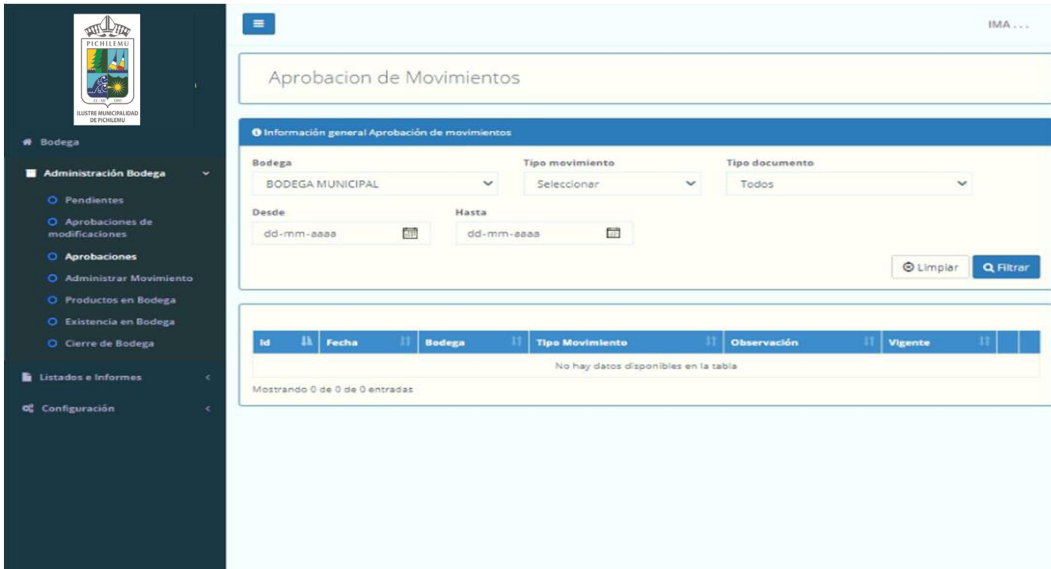 PICHILEMU
ILUSTRE MUNICIPALIDAD
DE PICHILEMU
Bodega
Administración Bodega
Pendientes
Aprobaciones de
modificaciones
Aprobaciones
Administrar Movimiento
Productos en Bodega
Existencia en Bodega
Cierre de Bodega
Listados e Informes
Configuración
IMA . . .
Aprobacion de Movimientos
Información general Aprobación de movimientos
Bodega Tipo movimiento Tipo documento
BODEGA MUNICIPAL Seleccionar Todos
Desde Hasta
dd-mm-aaaa dd-mm-aaaa
Limpiar Filtrar
Id Fecha Bodega Tipo Movimiento Observación Vigente
No hay datos disponibles en la tabla
Mostrando 0 de 0 de 0 entradas